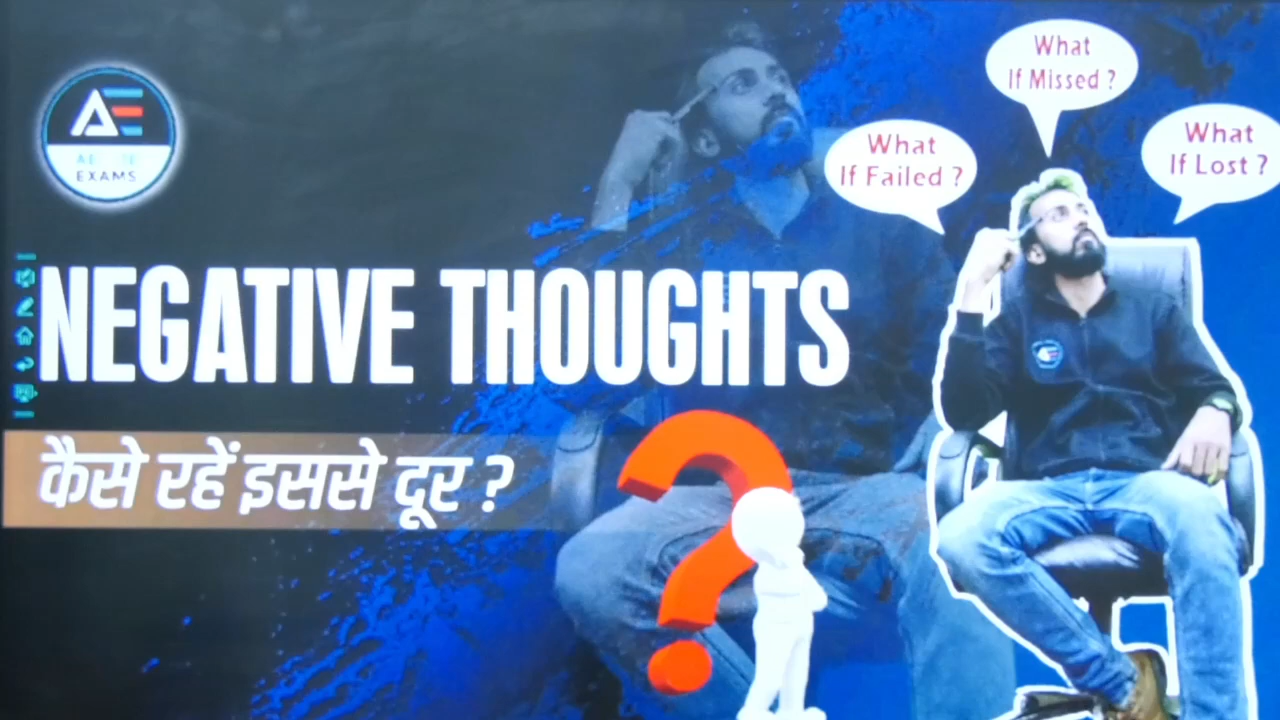 EXAMS
What
If Missed ?
What
If Failed ?
What
If Lost ?
NEGATIVE THOUGHTS
कैसे रहें इससे दूर ?